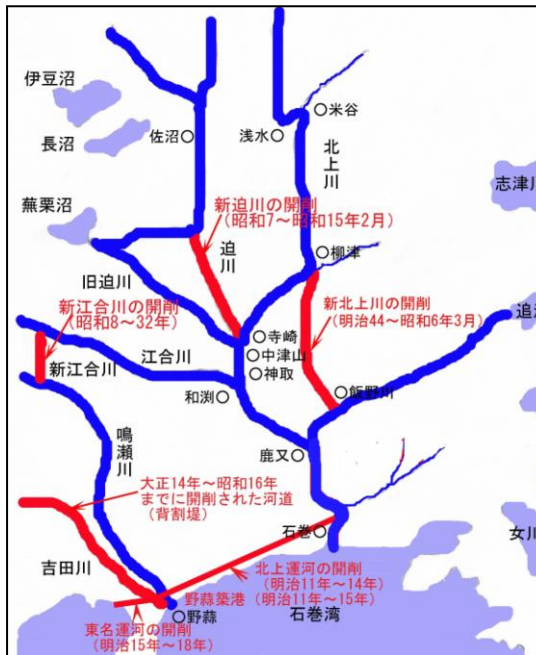 伊豆沼
長沼
佐沼
浅水
米谷
北上川
志津川
蕪栗沼
新迫川の開削
(昭和7～昭和15年2月)
迫川
柳津
旧迫川
新江合川の開削
(昭和8～32年)
新北上川の開削
(明治44～昭和6年3月)
追波
寺崎
中津山
神取
江合川
新江合川
和渕
飯野川
鳴瀬川
鹿又
大正14年～昭和16年
までに開削された河道
(背割堤)
石巻
女川
吉田川
北上運河の開削
(明治11年～14年)
野蒜築港 (明治11年～15年)
野蒜
石巻湾
東名運河の開削
(明治15年～18年)